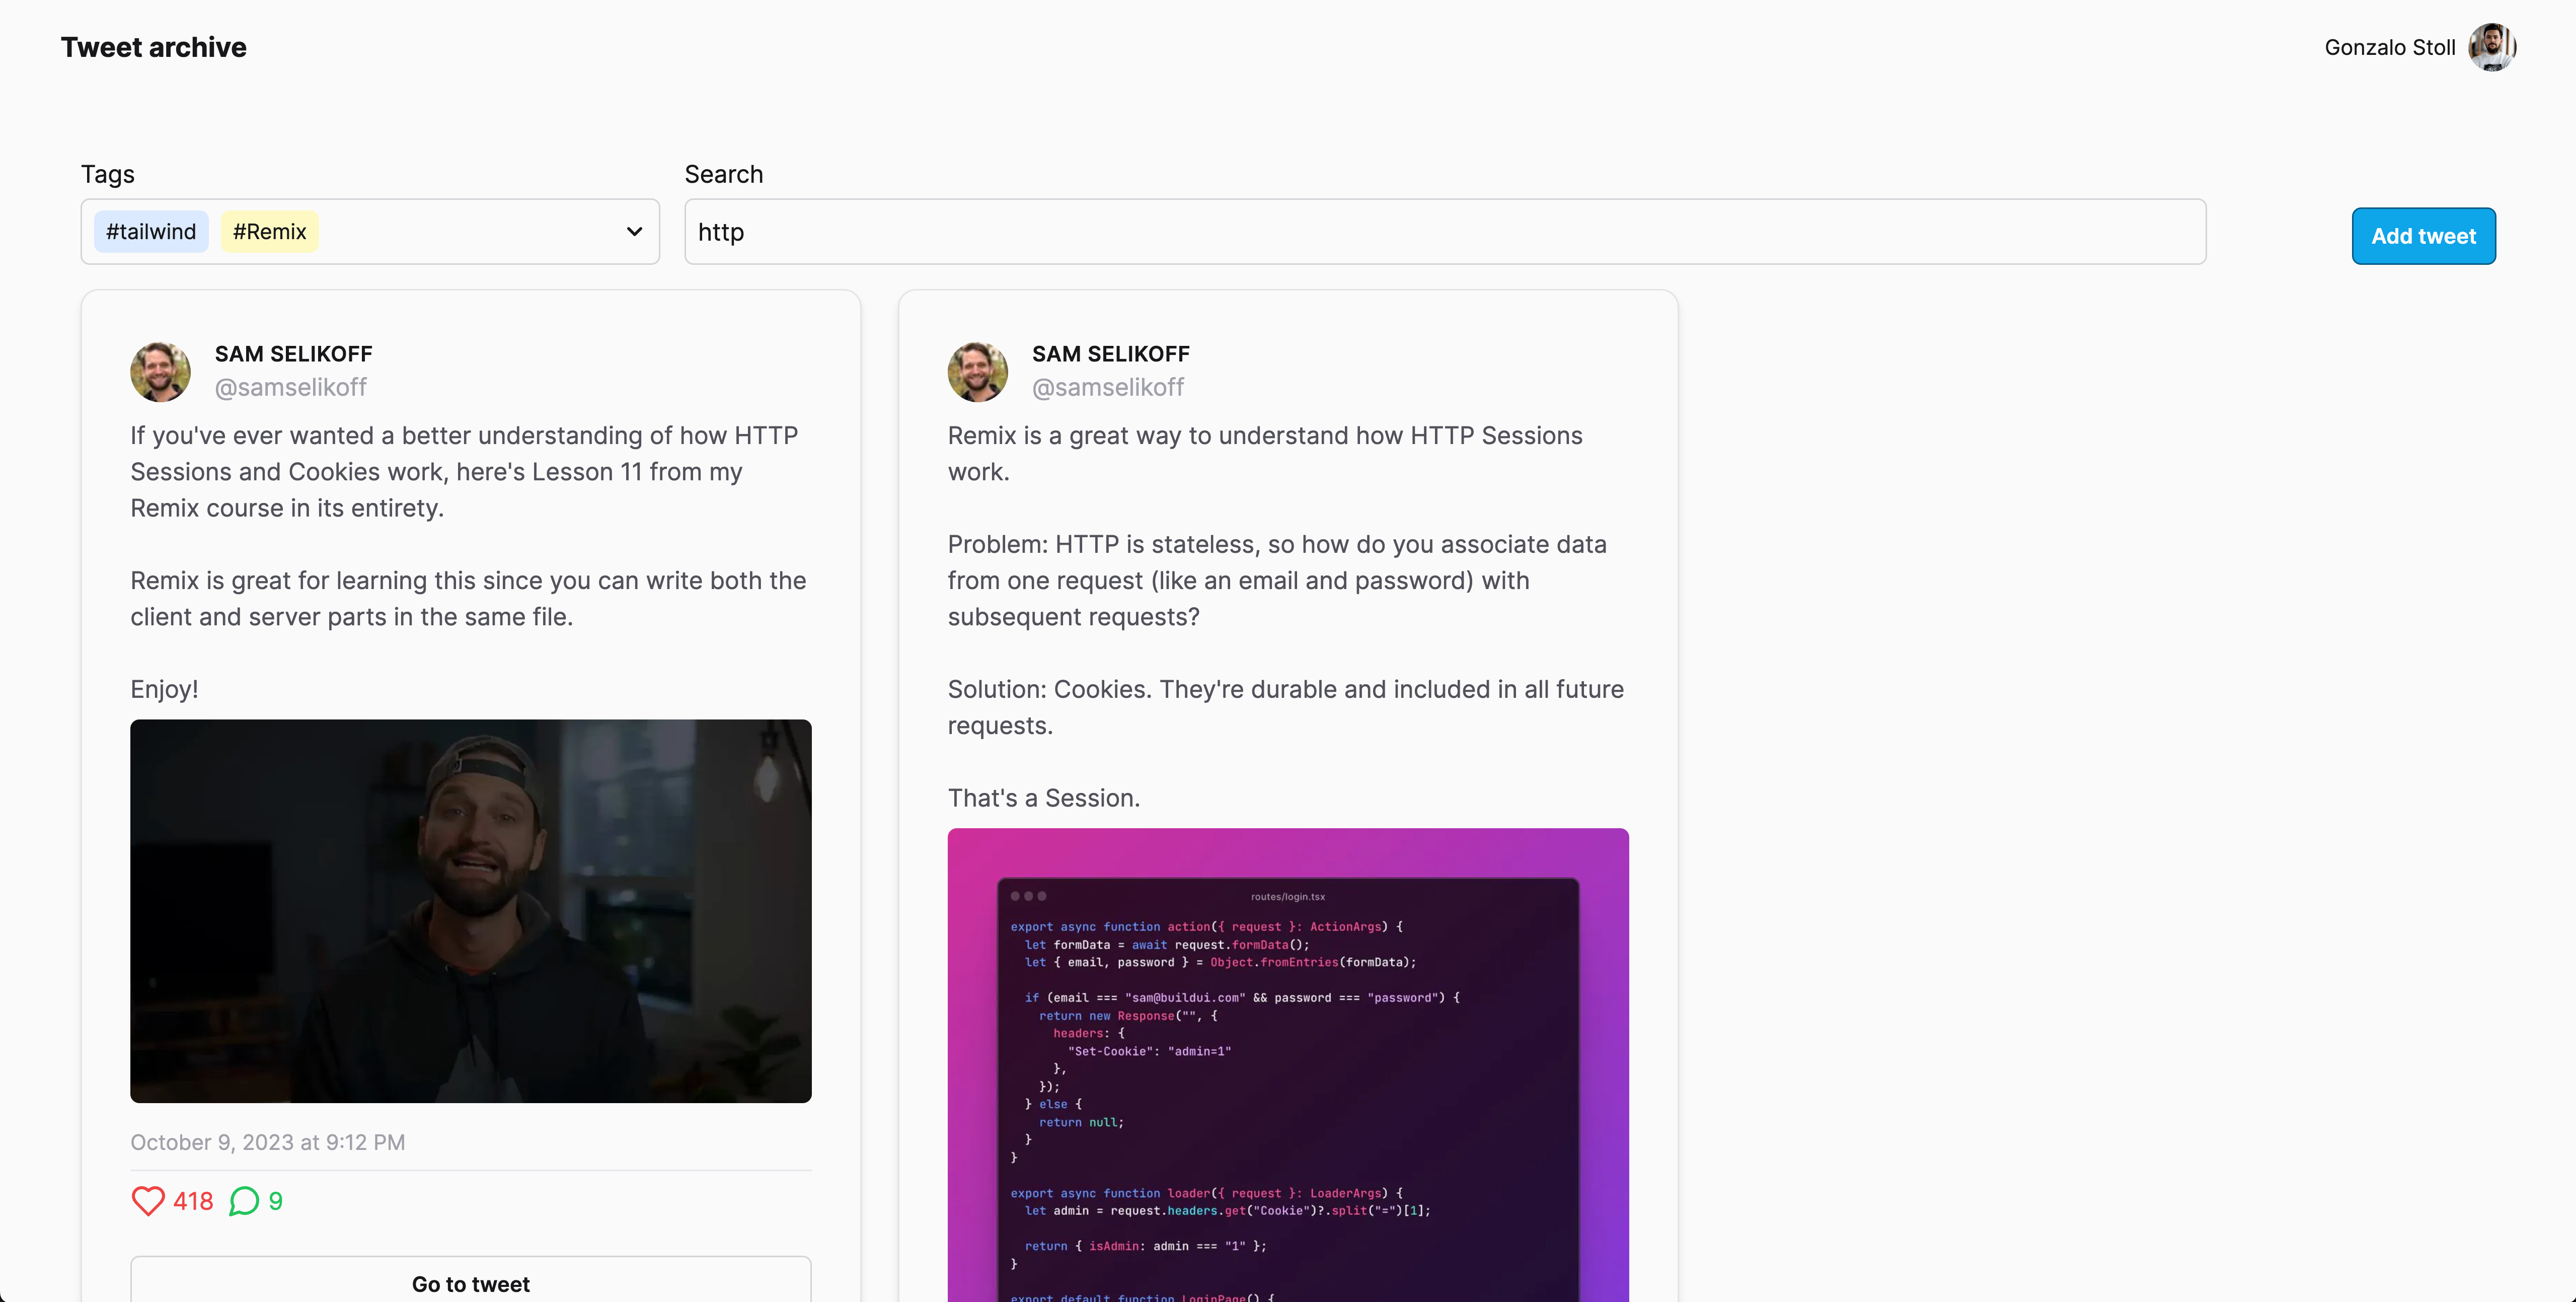 Tweet archive
Gonzalo Stoll
Tags
Search
#tailwind #Remix
http
Add tweet
SAM SELIKOFF
@samselikoff
If you've ever wanted a better understanding of how HTTP
Sessions and Cookies work, here's Lesson 11 from my
Remix course in its entirety.
Remix is great for learning this since you can write both the
client and server parts in the same file.
Enjoy!
October 9, 2023 at 9:12 PM
418 9
Go to tweet
SAM SELIKOFF
@samselikoff
Remix is a great way to understand how HTTP Sessions
work.
Problem: HTTP is stateless, so how do you associate data
from one request (like an email and password) with
subsequent requests?
Solution: Cookies. They're durable and included in all future
requests.
That's a Session.
routes/login.tsx
export async function action({ request }: ActionArgs) {
let formData = await request.formData();
let { email, password } = Object.fromEntries(formData);
if (email === "sam@buildui.com" && password === "password") {
return new Response("", {
headers: {
"Set-Cookie": "admin=1"
},
});
} else {
return null;
}
}
export async function loader({ request }: LoaderArgs) {
let admin = request.headers.get("Cookie")?.split("=")[1];
return { isAdmin: admin === "1" };
}
export default function LoginPage() {